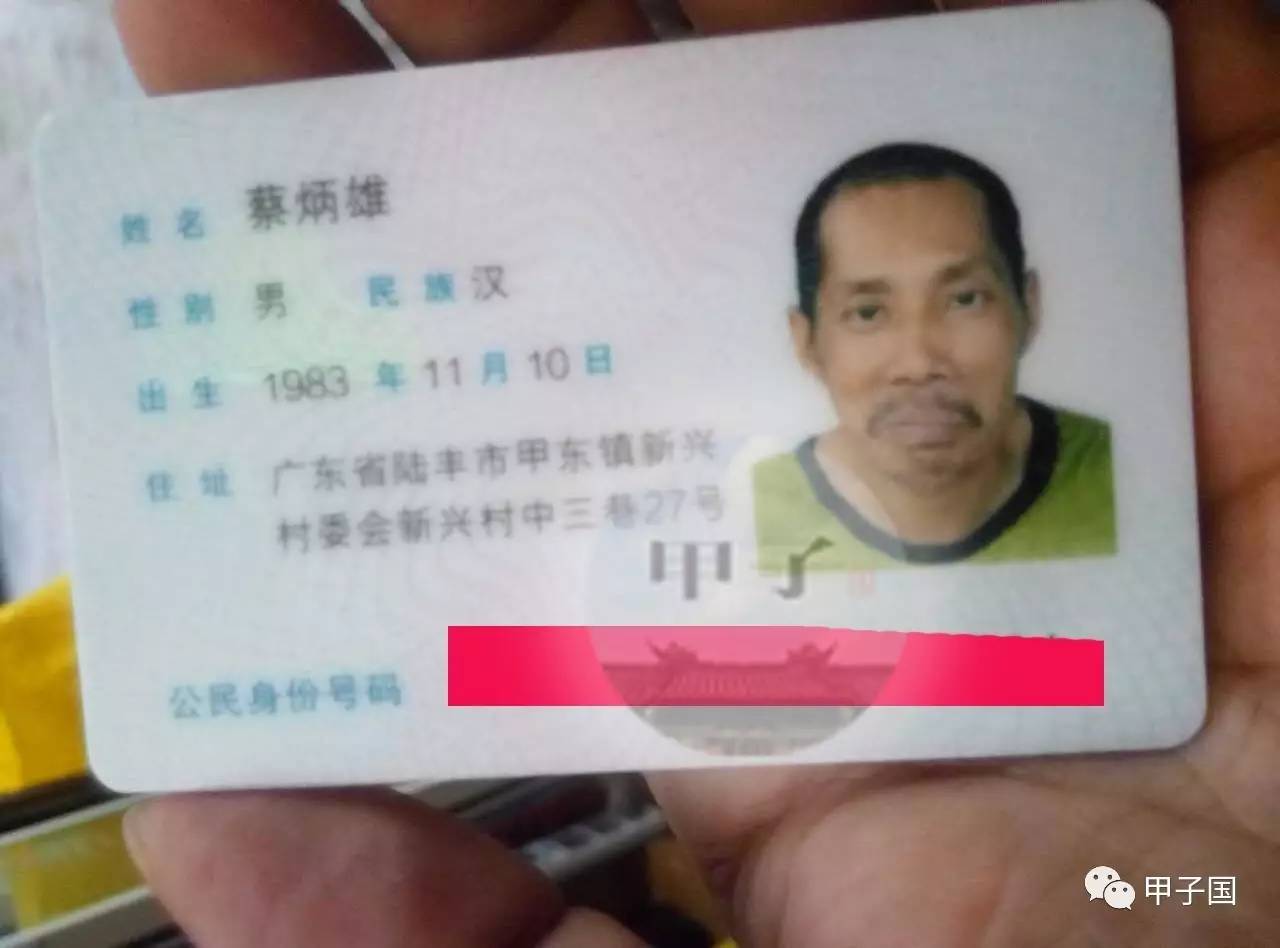 姓名 蔡炳雄
性别 男 民族 汉
出生 1983 年 11 月 10 日
住址 广东省陆丰市甲东镇新兴
村委会新兴村中三巷27号
甲子
公民身份号码
甲子国